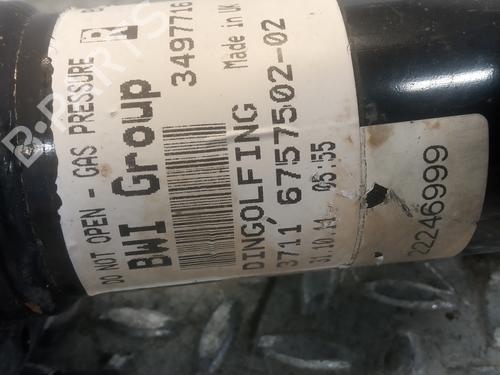 DO NOT OPEN - GAS PRESSURE R
BWI Group
3497716
Made in UK
DINGOLFING
3711 6757502-02
31.10.14 05:55
22246999
B-PARTS